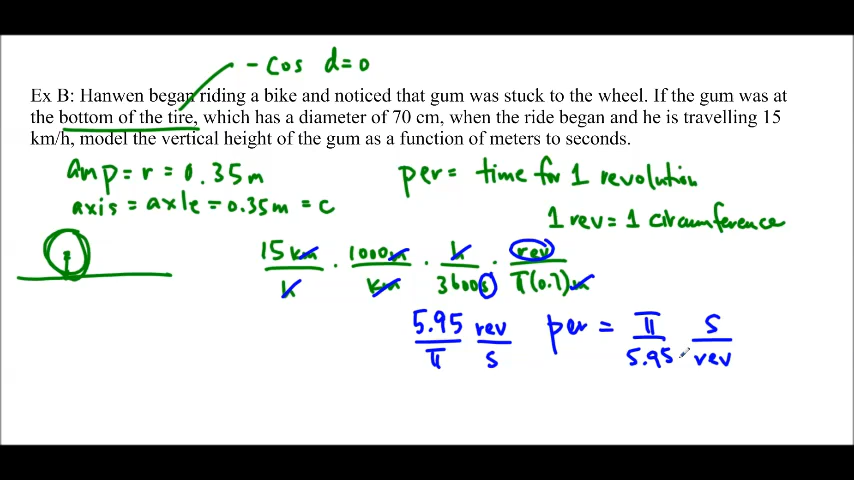 - cos d=0
Ex B: Hanwen began riding a bike and noticed that gum was stuck to the wheel. If the gum was at
the bottom of the tire, which has a diameter of 70 cm, when the ride began and he is travelling 15
km/h, model the vertical height of the gum as a function of meters to seconds.
amp = r = 0.35m
per = time for 1 revolution
axis = axle = 0.35m = c
1 rev = 1 circumference
15km/h · 1000m/km · h/3600s · rev/π(0.7)m
5.95/π rev/s per = π/5.95 s/rev